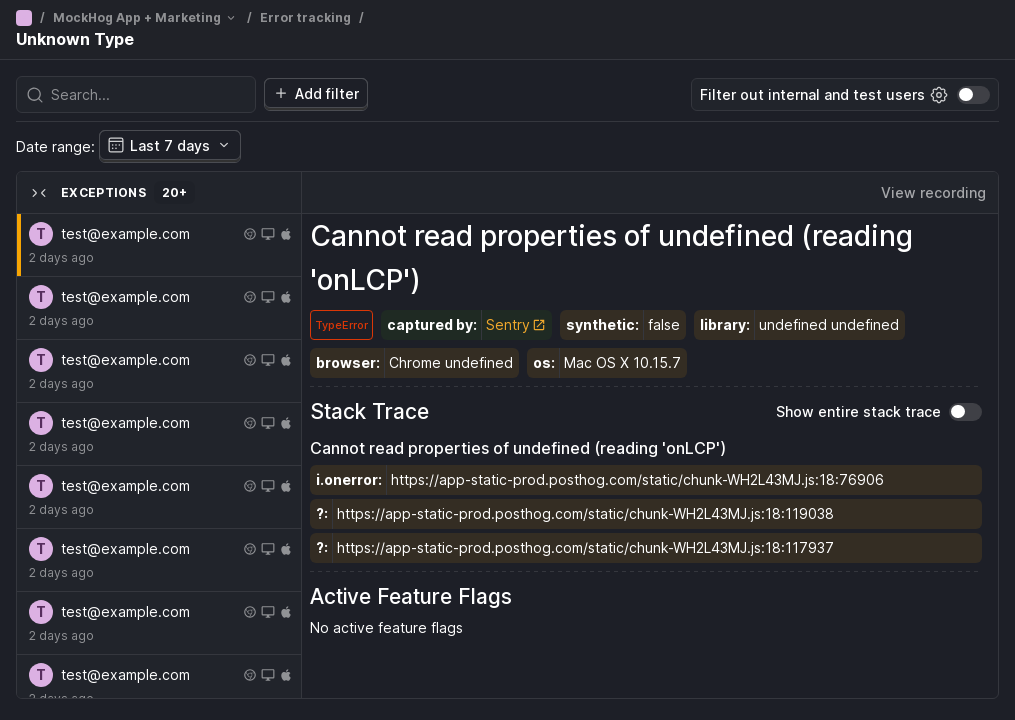 / MockHog App + Marketing / Error tracking /
Unknown Type
Search...
Add filter
Filter out internal and test users
Date range:
Last 7 days
EXCEPTIONS 20+
View recording
T test@example.com
2 days ago
T test@example.com
2 days ago
T test@example.com
2 days ago
T test@example.com
2 days ago
T test@example.com
2 days ago
T test@example.com
2 days ago
T test@example.com
2 days ago
T test@example.com
2 days ago
Cannot read properties of undefined (reading
'onLCP')
TypeError captured by: Sentry synthetic: false library: undefined undefined
browser: Chrome undefined os: Mac OS X 10.15.7
Stack Trace
Show entire stack trace
Cannot read properties of undefined (reading 'onLCP')
i.onerror: https://app-static-prod.posthog.com/static/chunk-WH2L43MJ.js:18:76906
?: https://app-static-prod.posthog.com/static/chunk-WH2L43MJ.js:18:119038
?: https://app-static-prod.posthog.com/static/chunk-WH2L43MJ.js:18:117937
Active Feature Flags
No active feature flags